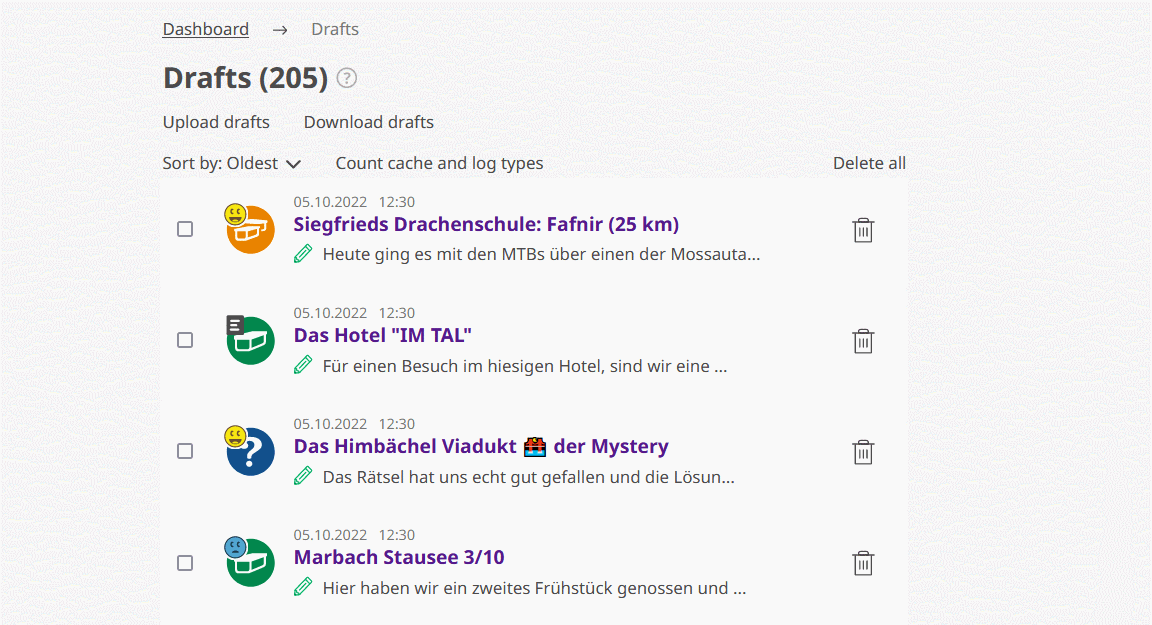 Dashboard → Drafts
Drafts (205) ?
Upload drafts Download drafts
Sort by: Oldest Count cache and log types Delete all
05.10.2022 12:30
Siegfrieds Drachenschule: Fafnir (25 km)
Heute ging es mit den MTBs über einen der Mossauta...
05.10.2022 12:30
Das Hotel "IM TAL"
Für einen Besuch im hiesigen Hotel, sind wir eine ...
05.10.2022 12:30
Das Himbächel Viadukt der Mystery
Das Rätsel hat uns echt gut gefallen und die Lösun...
05.10.2022 12:30
Marbach Stausee 3/10
Hier haben wir ein zweites Frühstück genossen und ...